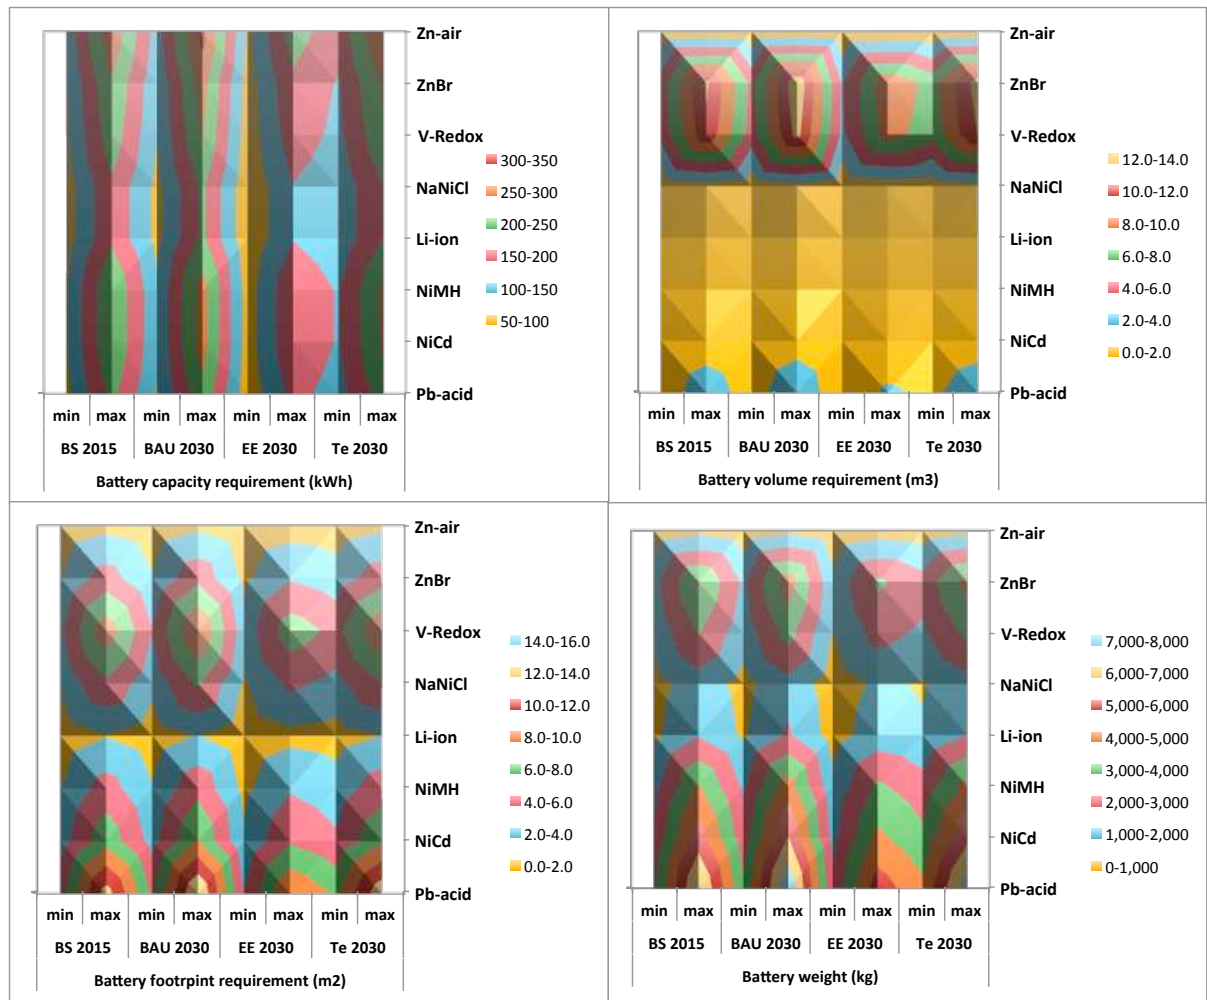 Zn-air
ZnBr
V-Redox
NaNiCl
Li-ion
NiMH
NiCd
Pb-acid
300-350
250-300
200-250
150-200
100-150
50-100
min max min max min max min max
BS 2015 BAU 2030 EE 2030 Te 2030
Battery capacity requirement (kWh)
Zn-air
ZnBr
V-Redox
NaNiCl
Li-ion
NiMH
NiCd
Pb-acid
12.0-14.0
10.0-12.0
8.0-10.0
6.0-8.0
4.0-6.0
2.0-4.0
0.0-2.0
min max min max min max min max
BS 2015 BAU 2030 EE 2030 Te 2030
Battery volume requirement (m3)
Zn-air
ZnBr
V-Redox
NaNiCl
Li-ion
NiMH
NiCd
Pb-acid
14.0-16.0
12.0-14.0
10.0-12.0
8.0-10.0
6.0-8.0
4.0-6.0
2.0-4.0
0.0-2.0
min max min max min max min max
BS 2015 BAU 2030 EE 2030 Te 2030
Battery footrpint requirement (m2)
Zn-air
ZnBr
V-Redox
NaNiCl
Li-ion
NiMH
NiCd
Pb-acid
7,000-8,000
6,000-7,000
5,000-6,000
4,000-5,000
3,000-4,000
2,000-3,000
1,000-2,000
0-1,000
min max min max min max min max
BS 2015 BAU 2030 EE 2030 Te 2030
Battery weight (kg)